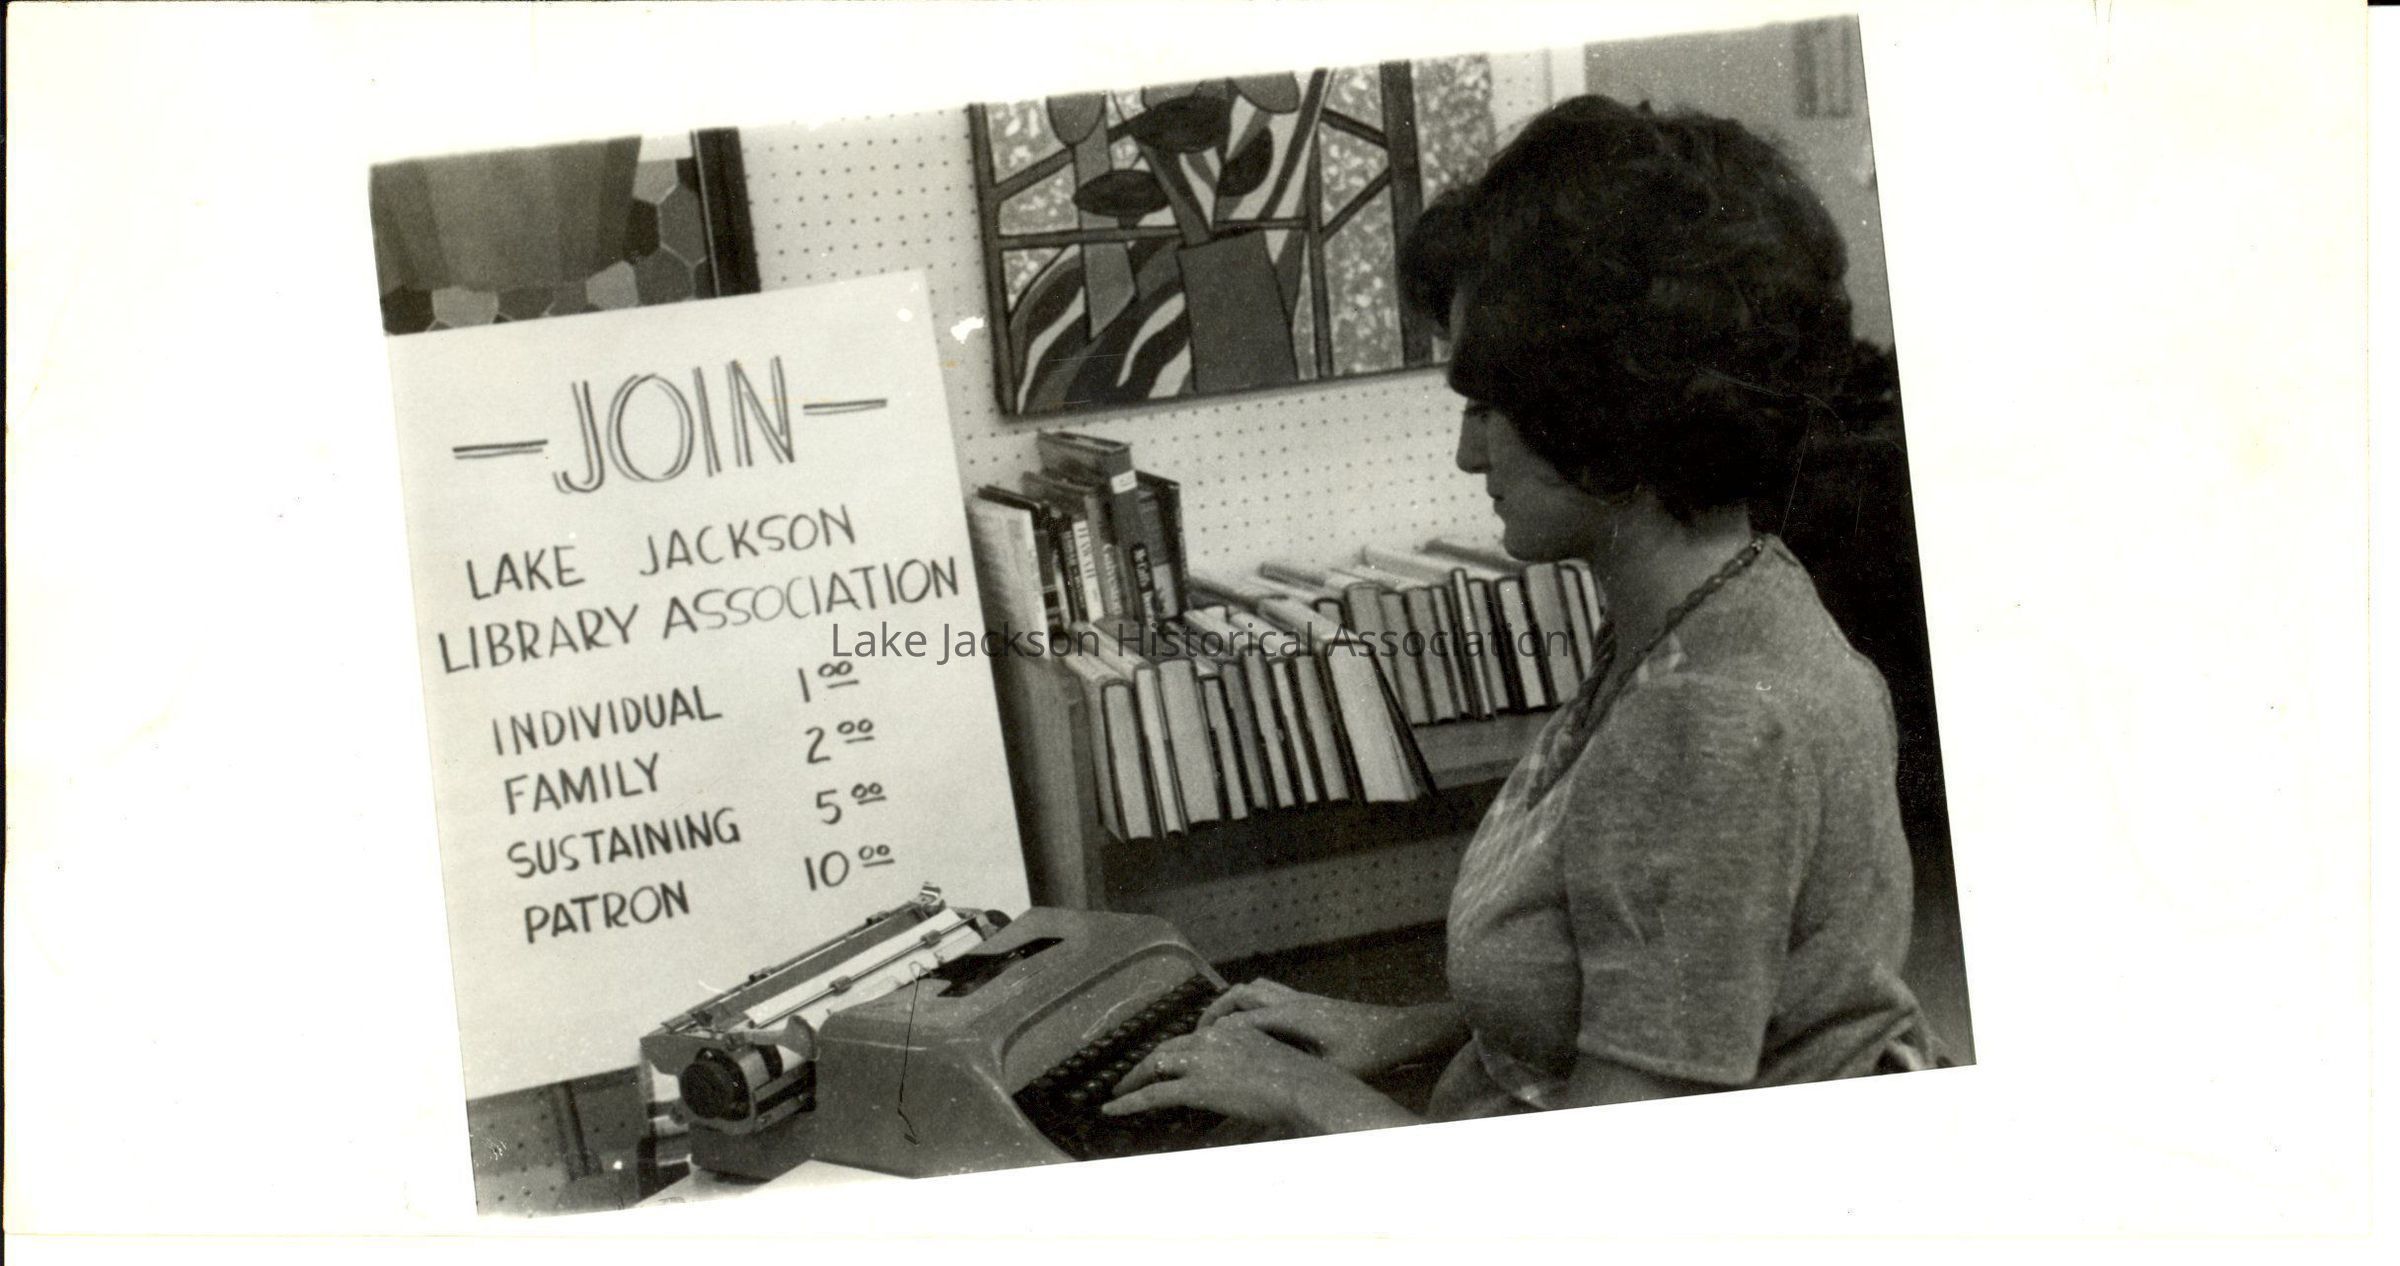 — JOIN —
LAKE JACKSON
LIBRARY ASSOCIATION
INDIVIDUAL 1 00
FAMILY 2 00
SUSTAINING 5 00
PATRON 10 00
Lake Jackson Historical Association